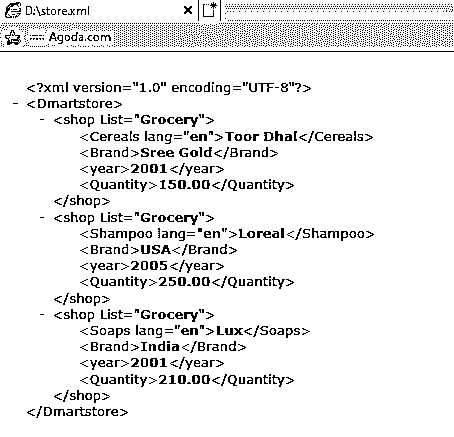 D:\store.xml
Agoda.com
<?xml version="1.0" encoding="UTF-8"?>
- <Dmartstore>
- <shop List="Grocery">
<Cereals lang="en">Toor Dhal</Cereals>
<Brand>Sree Gold</Brand>
<year>2001</year>
<Quantity>150.00</Quantity>
</shop>
- <shop List="Grocery">
<Shampoo lang="en">Loreal</Shampoo>
<Brand>USA</Brand>
<year>2005</year>
<Quantity>250.00</Quantity>
</shop>
- <shop List="Grocery">
<Soaps lang="en">Lux</Soaps>
<Brand>India</Brand>
<year>2001</year>
<Quantity>210.00</Quantity>
</shop>
</Dmartstore>